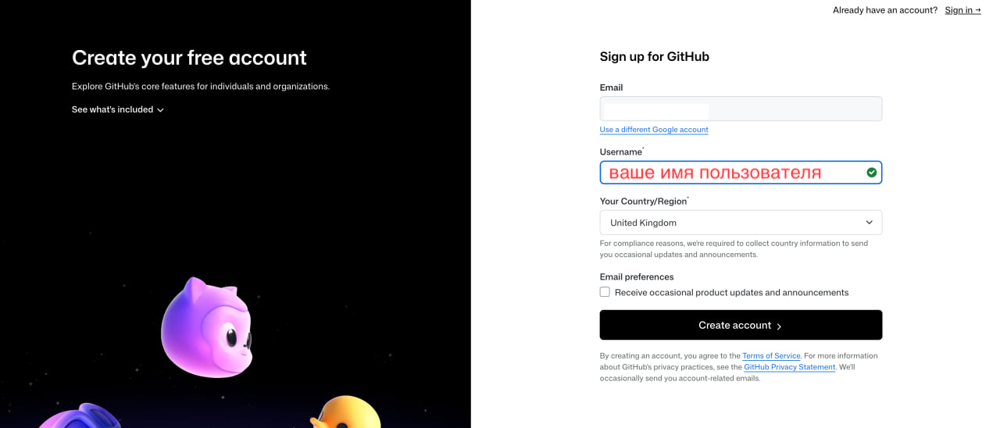 Already have an account? Sign in →
Create your free account
Explore GitHub's core features for individuals and organizations.
See what's included
Sign up for GitHub
Email
Use a different Google account
Username*
ваше имя пользователя
Your Country/Region*
United Kingdom
For compliance reasons, we're required to collect country information to send
you occasional updates and announcements.
Email preferences
Receive occasional product updates and announcements
Create account
By creating an account, you agree to the Terms of Service. For more information
about GitHub's privacy practices, see the GitHub Privacy Statement. We'll
occasionally send you account-related emails.